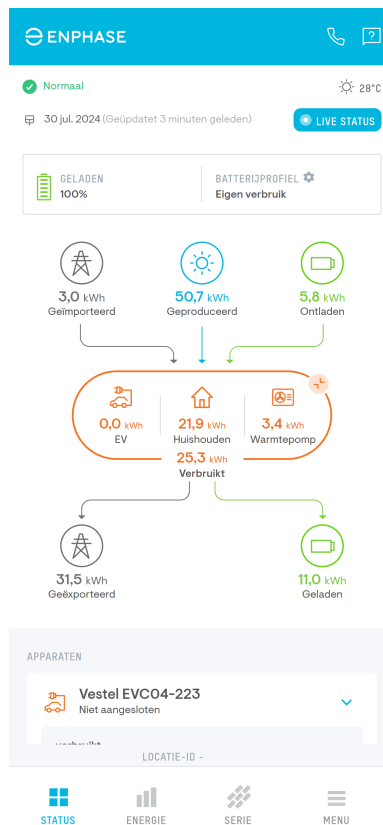 ENPHASE
Normaal
28°C
30 jul. 2024 (Geüpdatet 3 minuten geleden)
LIVE STATUS
GELADEN
100%
BATTERIJPROFIEL
Eigen verbruik
3,0 kWh
Geïmporteerd
50,7 kWh
Geproduceerd
5,8 kWh
Ontladen
0,0 kWh
EV
21,9 kWh
Huishouden
3,4 kWh
Warmtepomp
25,3 kWh
Verbruikt
31,5 kWh
Geëxporteerd
11,0 kWh
Geladen
APPARATEN
Vestel EVC04-223
Niet aangesloten
verbruikt
LOCATIE-ID -
STATUS
ENERGIE
SERIE
MENU